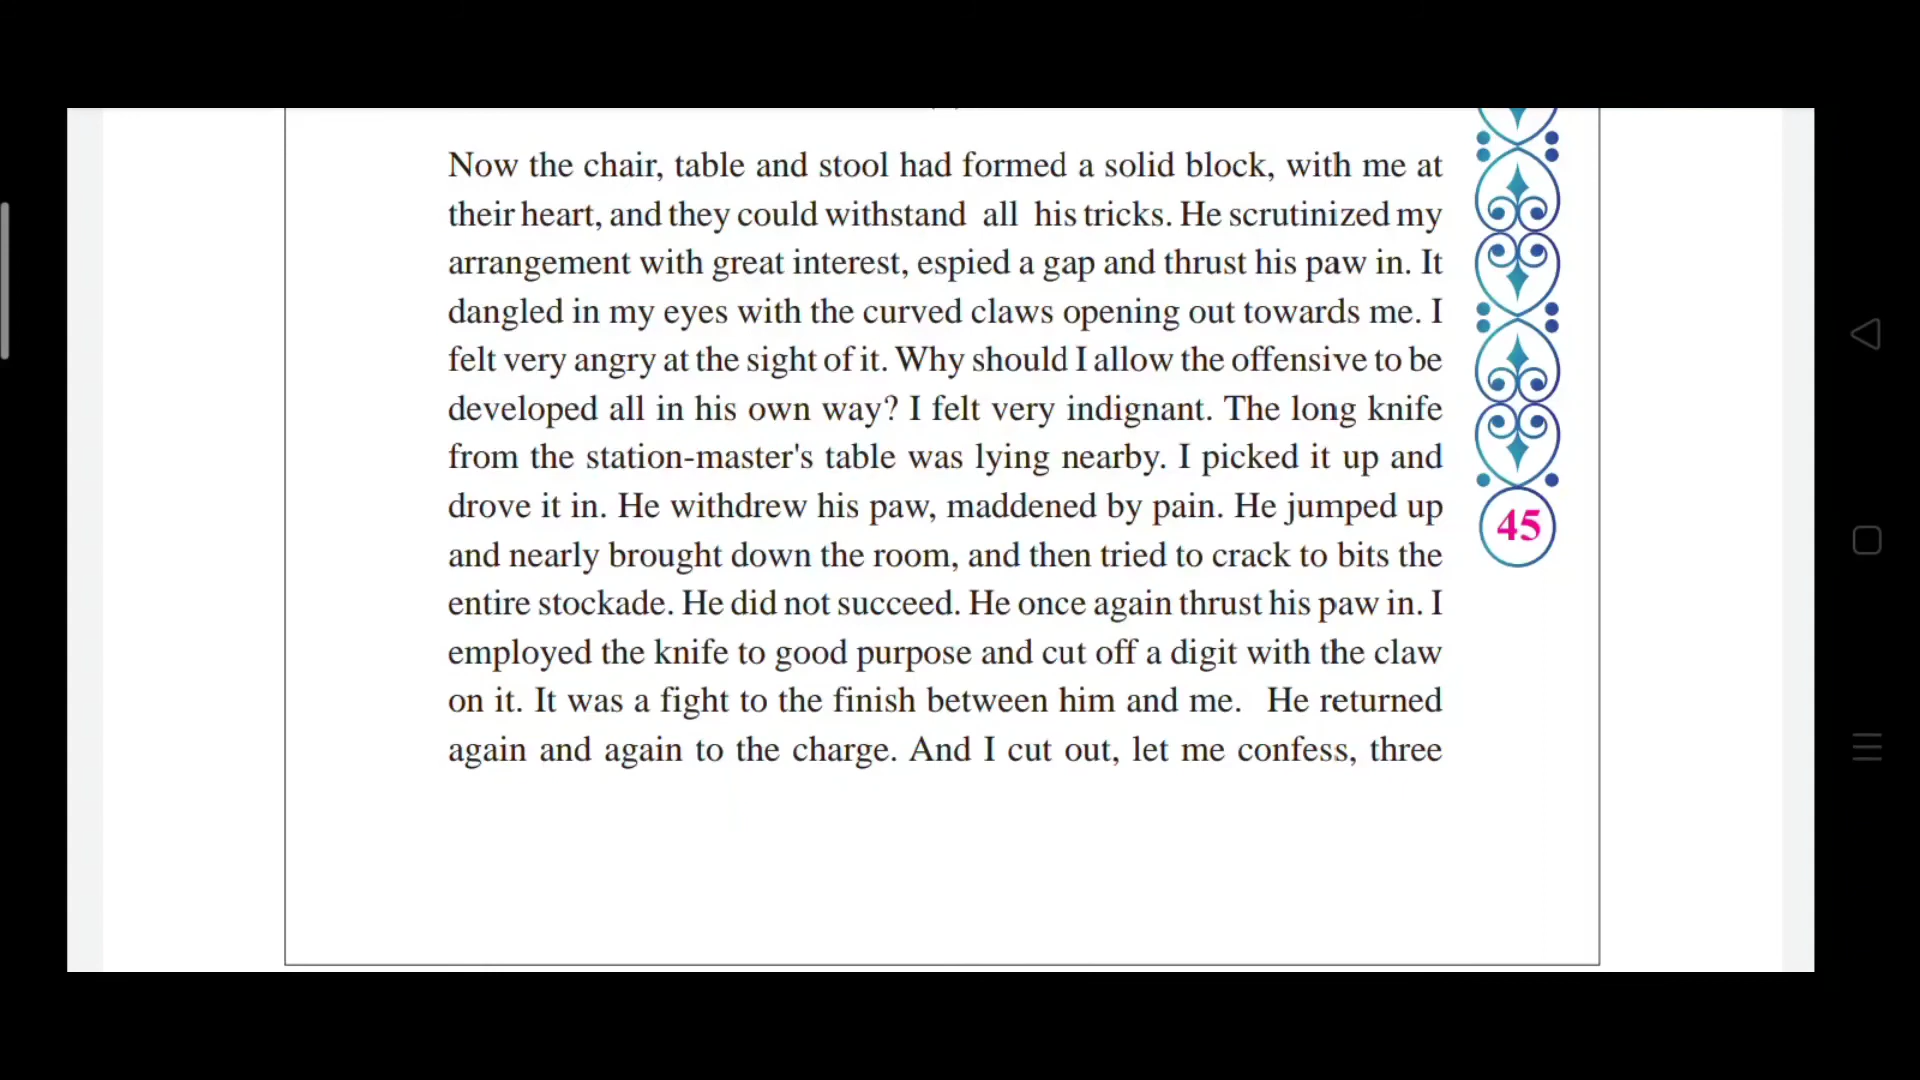 Now the chair, table and stool had formed a solid block, with me at
their heart, and they could withstand all his tricks. He scrutinized my
arrangement with great interest, espied a gap and thrust his paw in. It
dangled in my eyes with the curved claws opening out towards me. I
felt very angry at the sight of it. Why should I allow the offensive to be
developed all in his own way? I felt very indignant. The long knife
from the station-master's table was lying nearby. I picked it up and
drove it in. He withdrew his paw, maddened by pain. He jumped up
and nearly brought down the room, and then tried to crack to bits the
entire stockade. He did not succeed. He once again thrust his paw in. I
employed the knife to good purpose and cut off a digit with the claw
on it. It was a fight to the finish between him and me. He returned
again and again to the charge. And I cut out, let me confess, three
45